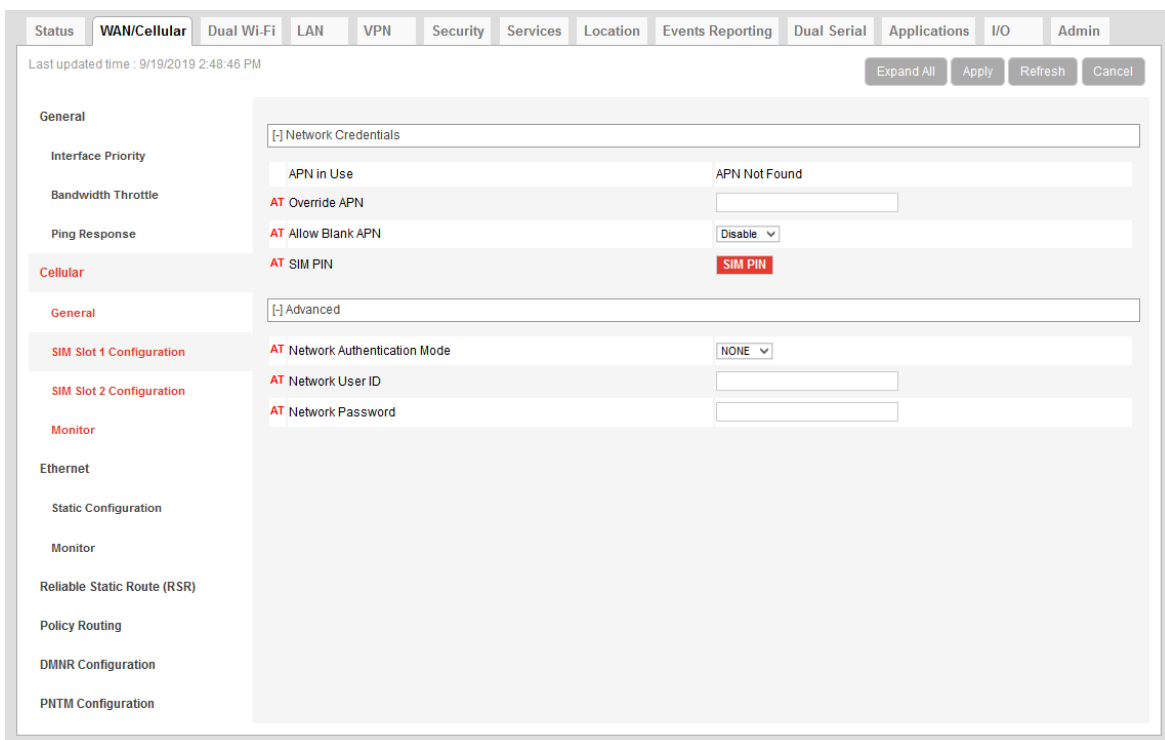 Status WAN/Cellular Dual Wi-Fi LAN VPN Security Services Location Events Reporting Dual Serial Applications I/O Admin
Last updated time : 9/19/2019 2:48:46 PM
Expand All Apply Refresh Cancel
General
Interface Priority
Bandwidth Throttle
Ping Response
Cellular
General
SIM Slot 1 Configuration
SIM Slot 2 Configuration
Monitor
Ethernet
Static Configuration
Monitor
Reliable Static Route (RSR)
Policy Routing
DMNR Configuration
PNTM Configuration
[-] Network Credentials
APN in Use APN Not Found
AT Override APN
AT Allow Blank APN Disable
AT SIM PIN SIM PIN
[-] Advanced
AT Network Authentication Mode NONE
AT Network User ID
AT Network Password